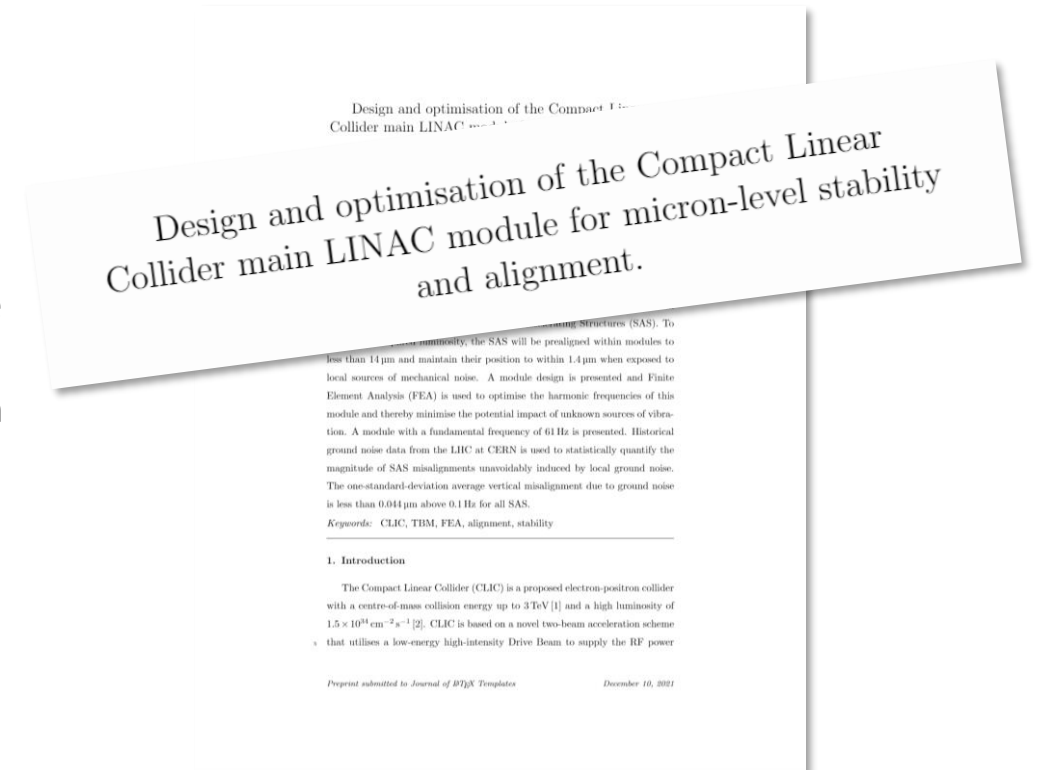 Design and optimisation of the Compact
Collider main LINAC
Design and optimisation of the Compact Linear
Collider main LINAC module for micron-level stability
and alignment.
Structures (SAS). To
luminosity, the SAS will be prealigned within modules to
less than 14 µm and maintain their position to within 1.4 µm when exposed to
local sources of mechanical noise. A module design is presented and Finite
Element Analysis (FEA) is used to optimise the harmonic frequencies of this
module and thereby minimise the potential impact of unknown sources of vibra-
tion. A module with a fundamental frequency of 61 Hz is presented. Historical
ground noise data from the LHC at CERN is used to statistically quantify the
magnitude of SAS misalignments unavoidably induced by local ground noise.
The one-standard-deviation average vertical misalignment due to ground noise
is less than 0.044 µm above 0.1 Hz for all SAS.
Keywords: CLIC, TBM, FEA, alignment, stability
1. Introduction
The Compact Linear Collider (CLIC) is a proposed electron-positron collider
with a centre-of-mass collision energy up to 3 TeV [1] and a high luminosity of
1.5 × 10³⁴ cm⁻² s⁻¹ [2]. CLIC is based on a novel two-beam acceleration scheme
that utilises a low-energy high-intensity Drive Beam to supply the RF power
Preprint submitted to Journal of LATEX Templates December 10, 2021